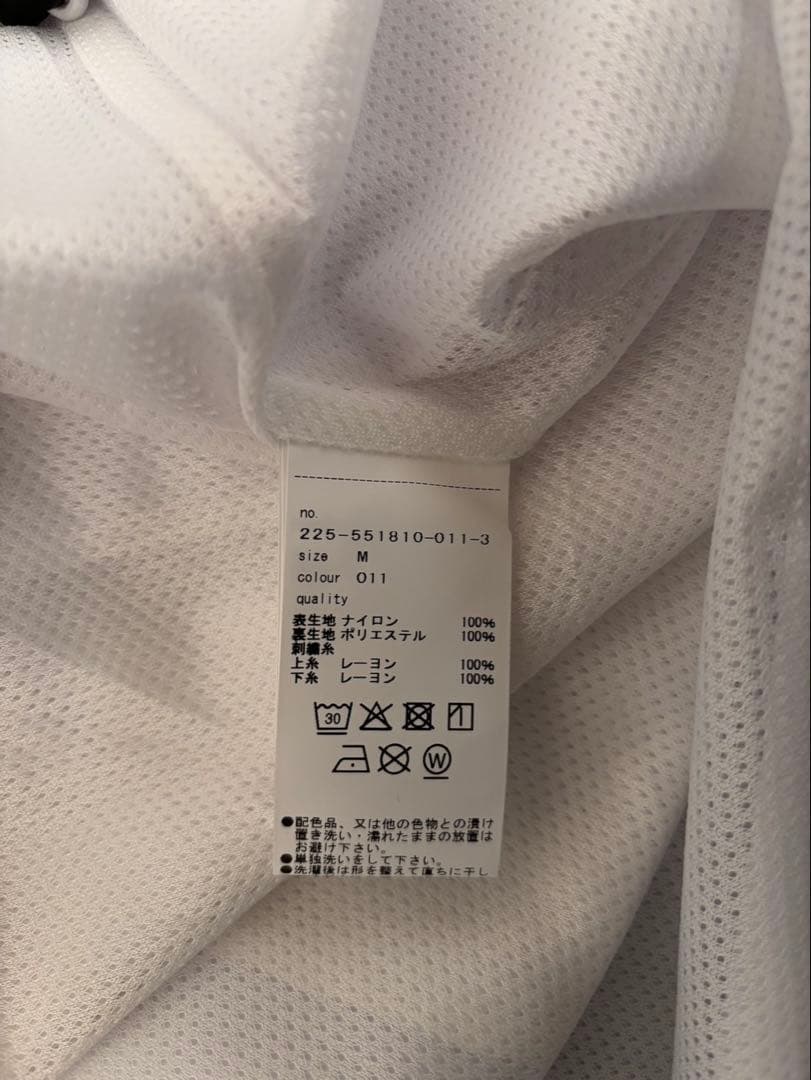 no.
225-551810-011-3
size M
colour 011
quality
表生地 ナイロン 100%
裏生地 ポリエステル 100%
刺繍糸
上糸 レーヨン 100%
下糸 レーヨン 100%
30
W
●配色品、又は他の色物との漬け
置き洗い・濡れたままの放置は
お避け下さい。
●単独洗いをして下さい。
●洗濯後は形を整えて直ちに干し